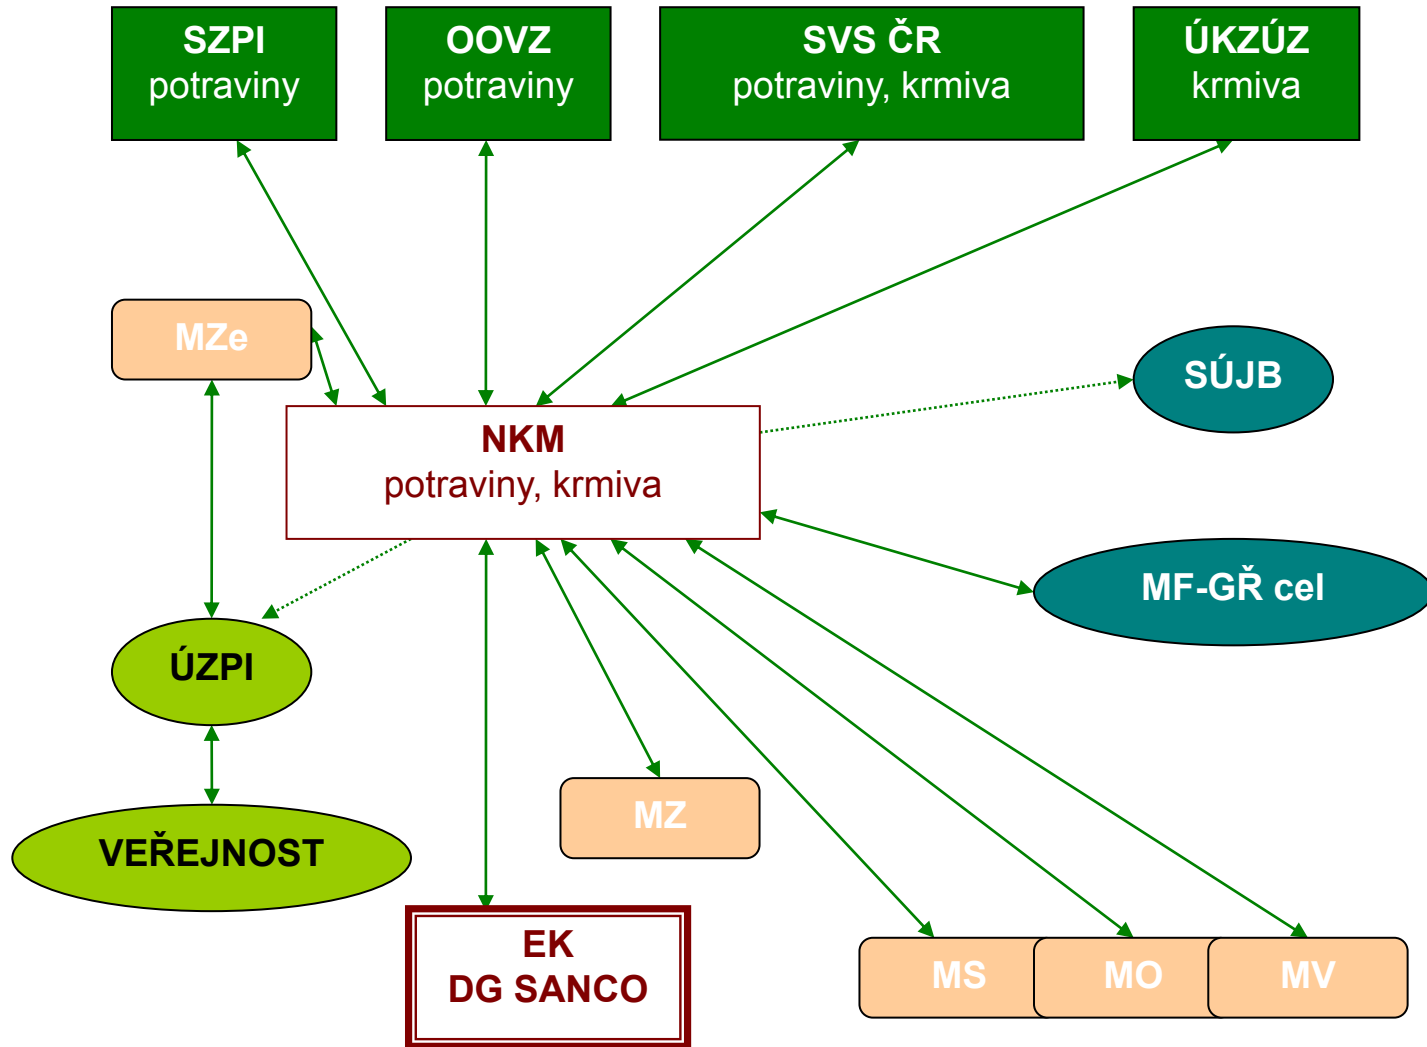 SZPI
potraviny
OOVZ
potraviny
SVS ČR
potraviny, krmiva
ÚKZÚZ
krmiva
MZe
SÚJB
NKM
potraviny, krmiva
MF-GŘ cel
ÚZPI
MZ
VEŘEJNOST
EK
DG SANCO
MS
MO
MV